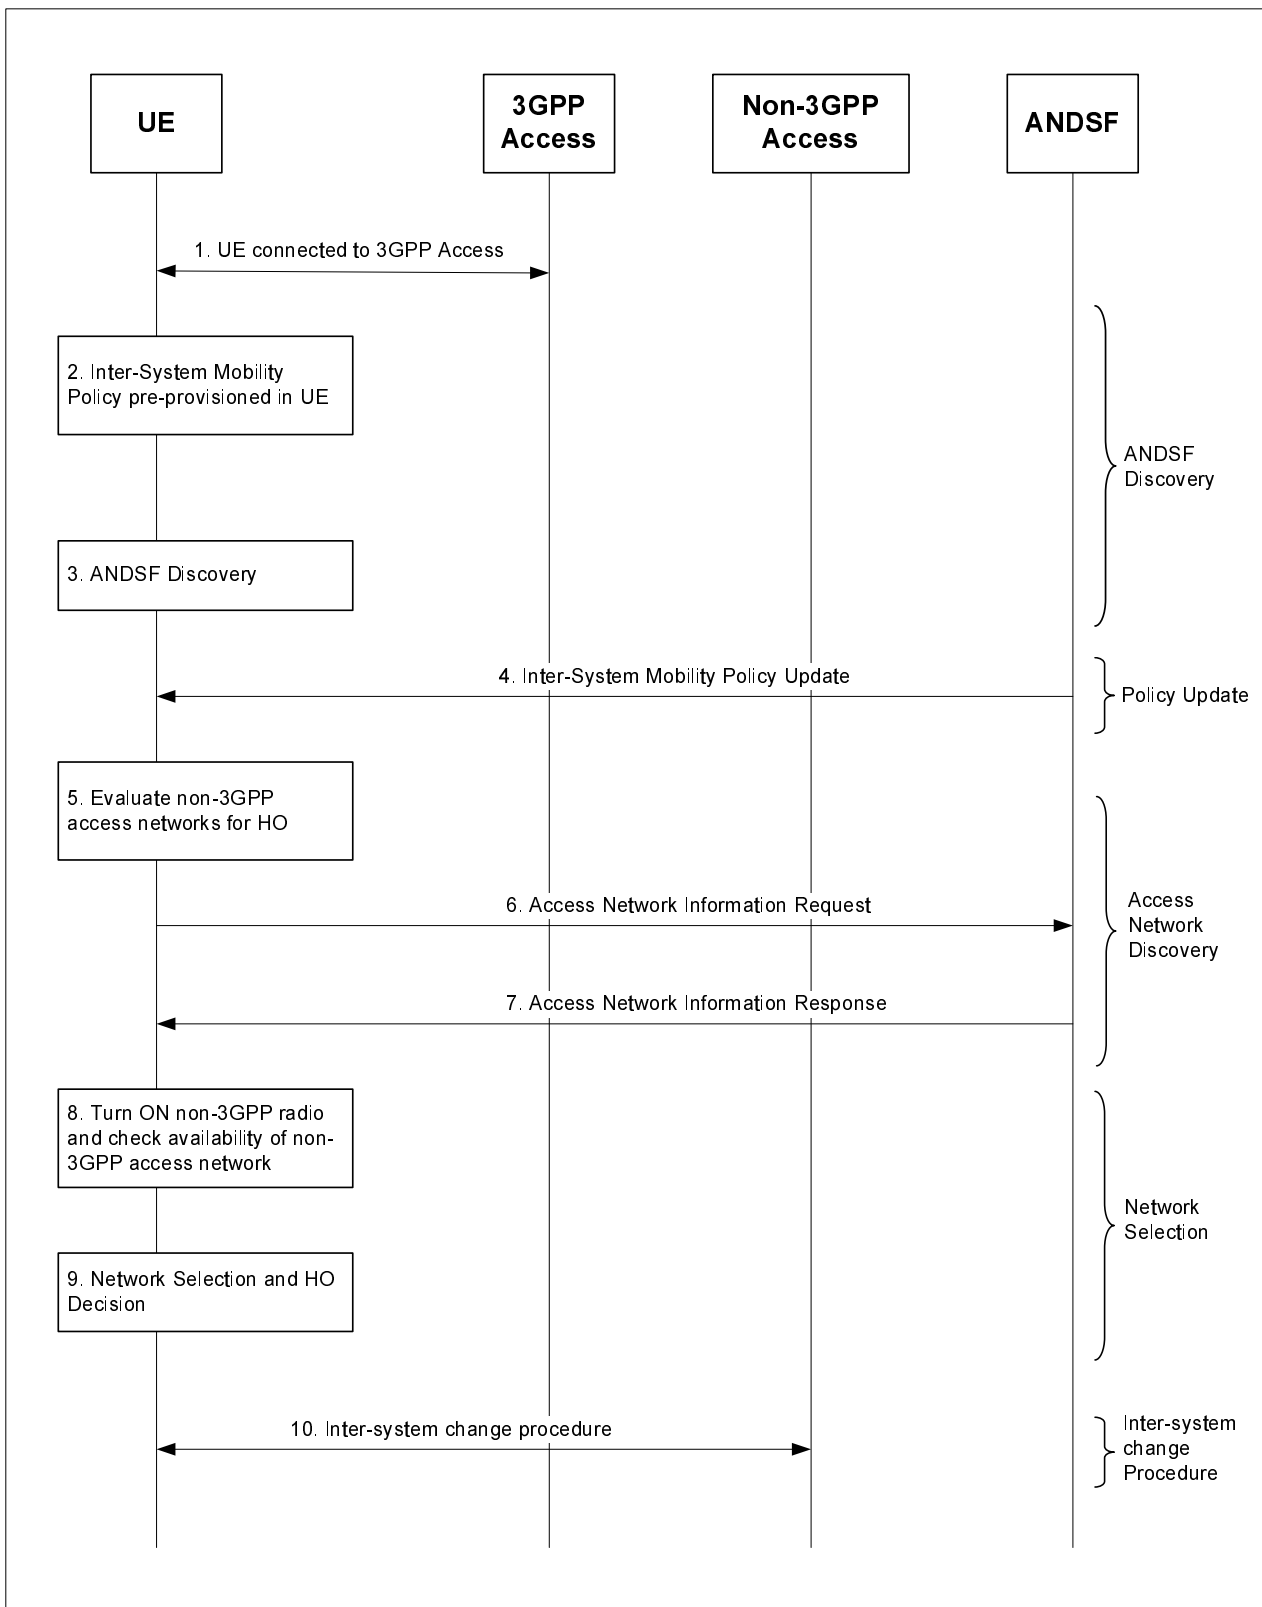 UE
3GPP
Access
Non-3GPP
Access
ANDSF
1. UE connected to 3GPP Access
2. Inter-System Mobility
Policy pre-provisioned in UE
ANDSF
Discovery
3. ANDSF Discovery
4. Inter-System Mobility Policy Update
Policy Update
5. Evaluate non-3GPP
access networks for HO
6. Access Network Information Request
Access
Network
Discovery
7. Access Network Information Response
8. Turn ON non-3GPP radio
and check availability of non-
3GPP access network
Network
Selection
9. Network Selection and HO
Decision
10. Inter-system change procedure
Inter-system
change
Procedure